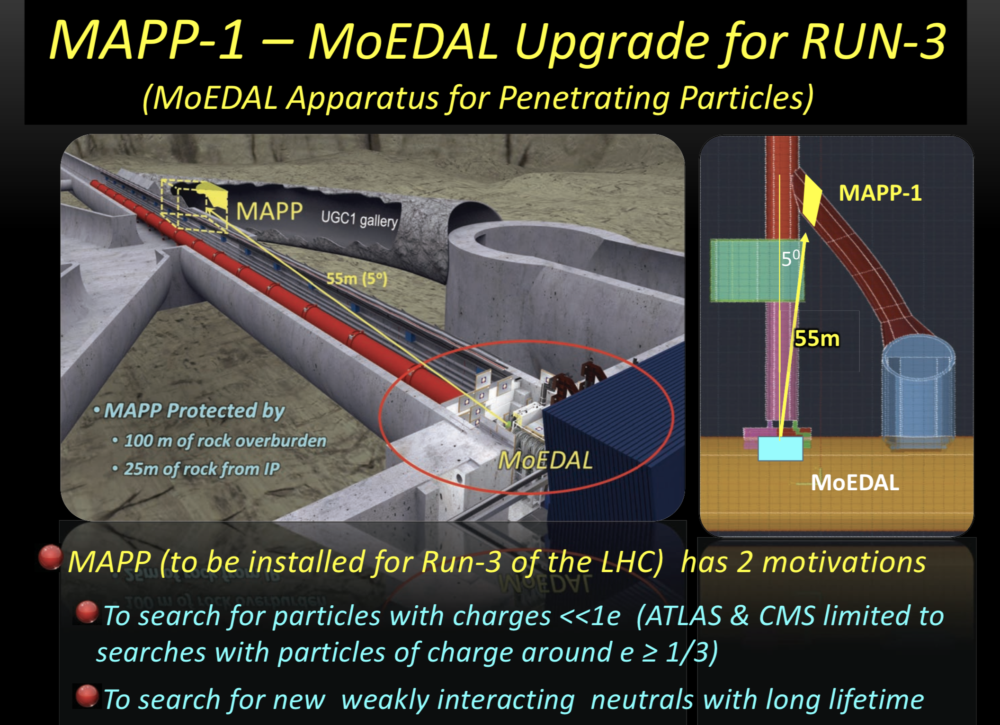 MAPP-1 – MoEDAL Upgrade for RUN-3
(MoEDAL Apparatus for Penetrating Particles)
MAPP
UGC1 gallery
55m (5º)
• MAPP Protected by
• 100 m of rock overburden
• 25m of rock from IP
MoEDAL
MAPP-1
5⁰
55m
MoEDAL
MAPP (to be installed for Run-3 of the LHC) has 2 motivations
To search for particles with charges <<1e (ATLAS & CMS limited to
searches with particles of charge around e ≥ 1/3)
To search for new weakly interacting neutrals with long lifetime